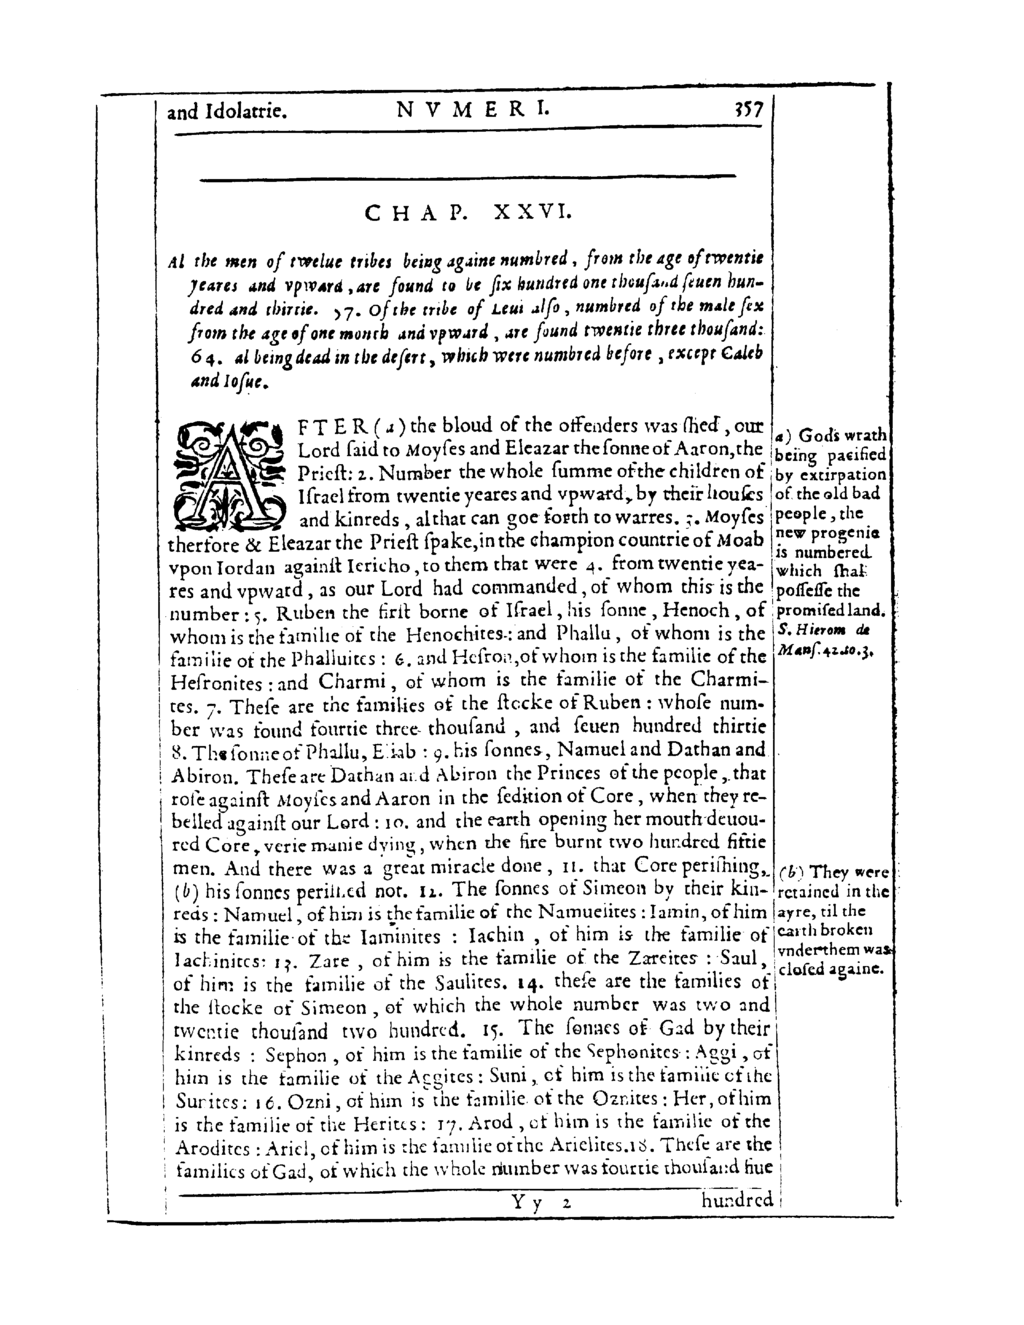 and Idolatrie. NVMERI. 357
CHAP. XXVI.
Al the men of twelue tribes being againe numbred, from the age of twentie
yeares and vpward, are found to be ſix hundred one thouſand ſeuen hun-
dred and thirtie. 57. Of the tribe of Leui alſo, numbred of the male ſex
from the age of one month and vpward, are found twentie three thouſand:
64. al being dead in the deſert, which were numbred before, except Caleb
and Ioſue.
AFTER (a) the bloud of the offenders was ſhed, our
Lord ſaid to Moyſes and Eleazar the ſonne of Aaron, the
Prieſt: 2. Number the whole ſumme of the children of
Iſrael from twentie yeares and vpward, by their houſes
and kinreds, al that can goe forth to warres. 3. Moyſes
therfore & Eleazar the Prieſt ſpake, in the champion countrie of Moab
vpon Iordan againſt Iericho, to them that were 4. from twentie yea-
res and vpward, as our Lord had commanded, of whom this is the
number: 5. Ruben the firſt borne of Iſrael, his ſonne, Henoch, of
whom is the familie of the Henochites: and Phallu, of whom is the
familie of the Phalluites: 6. and Heſron, of whom is the familie of the
Heſronites: and Charmi, of whom is the familie of the Charmi-
tes. 7. Theſe are the families of the ſtocke of Ruben: whoſe num-
ber was found fourtie three thouſand, and ſeuen hundred thirtie
8. The ſonne of Phallu, Eliab: 9. his ſonnes, Namuel and Dathan and
Abiron. Theſe are Dathan and Abiron the Princes of the people, that
roſe againſt Moyſes and Aaron in the ſedition of Core, when they re-
belled againſt our Lord: 10. and the earth opening her mouth deuou-
red Core, verie manie dying, when the fire burnt two hundred fiftie
men. And there was a great miracle done, 11. that Core periſhing,
(b) his ſonnes periſhed not. 12. The ſonnes of Simeon by their kin-
reds: Namuel, of him is the familie of the Namuelites: Iamin, of him
is the familie of the Iaminites: Iachin, of him is the familie of
Iachinites: 13. Zare, of him is the familie of the Zareites: Saul,
of him is the familie of the Saulites. 14. theſe are the families of
the ſtocke of Simeon, of which the whole number was two and
twentie thouſand two hundred. 15. The ſonnes of Gad by their
kinreds: Sephon, of him is the familie of the Sephonites: Aggi, of
him is the familie of the Aggites: Suni, of him is the familie of the
Sunites: 16. Ozni, of him is the familie of the Oznites: Her, of him
is the familie of the Herites: 17. Arod, of him is the familie of the
Arodites: Ariel, of him is the familie of the Arielites. 18. Theſe are the
families of Gad, of which the whole number was fourtie thouſand fiue
Yy 2 hundred
a) Gods wrath
being pacified
by extirpation
of the old bad
people, the
new progenie
is numbered
which ſhal
poſſeſſe the
promiſed land.
S. Hierom de
Manſ. 42. to. 3.
(b) They were
retained in the
ayre, til the
earth broken
vnder them was
cloſed againe.